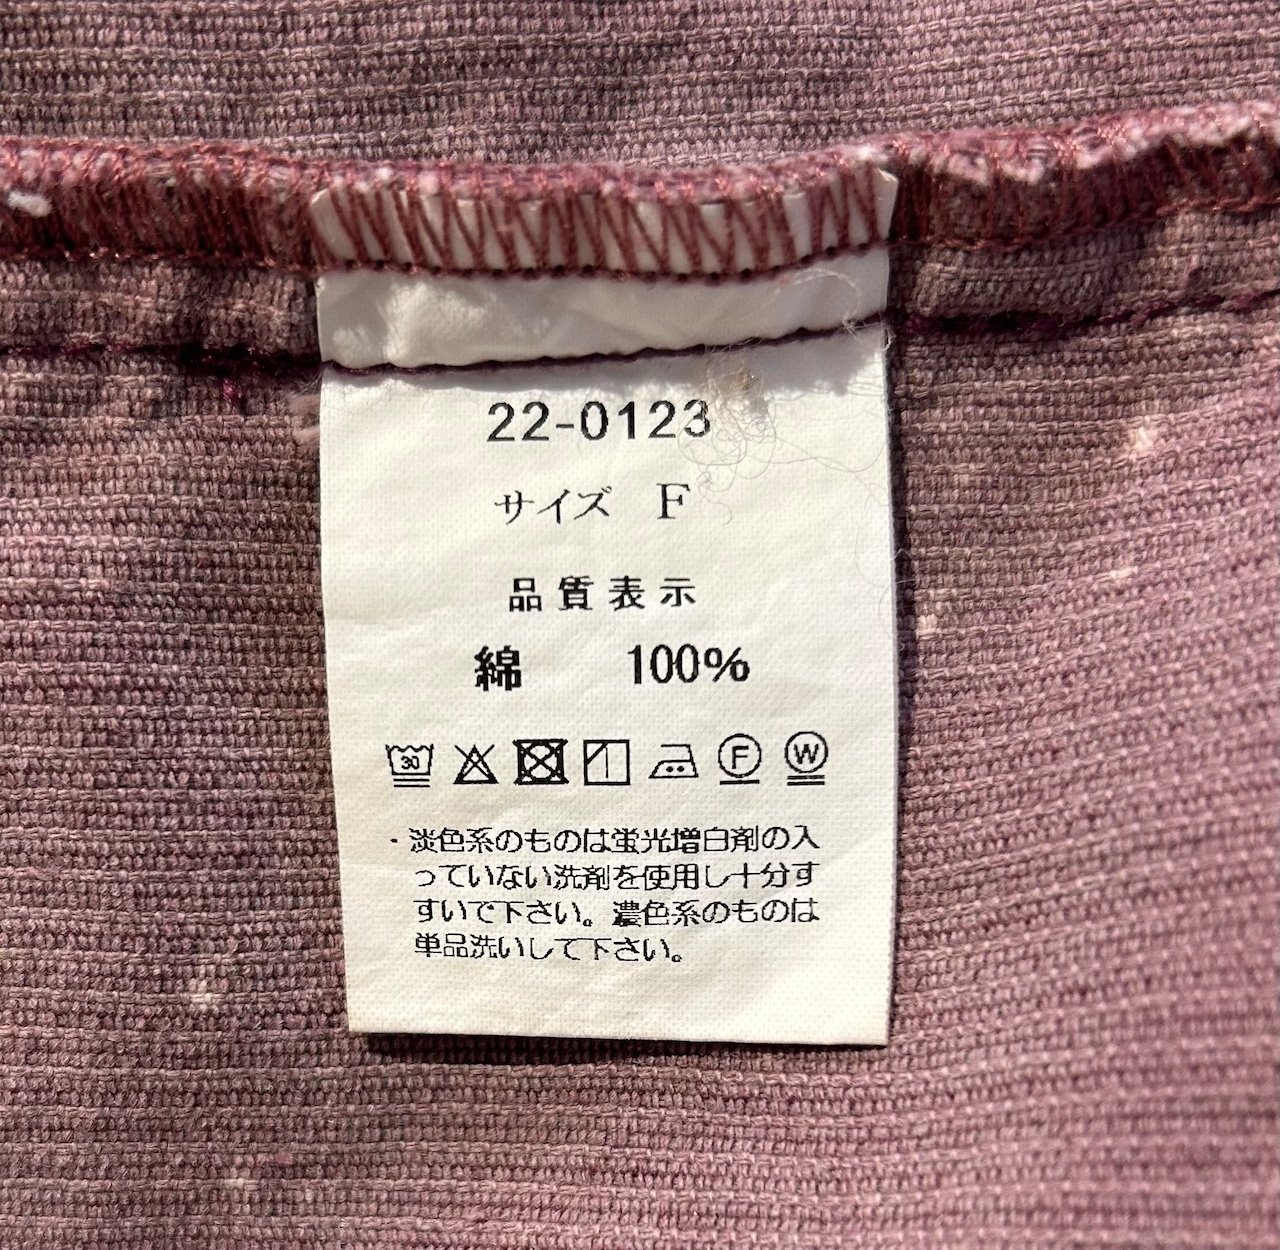 22-0123
サイズ F
品質表示
綿 100%
30 F W
・淡色系のものは蛍光増白剤の入
っていない洗剤を使用し十分す
すいで下さい。濃色系のものは
単品洗いして下さい。